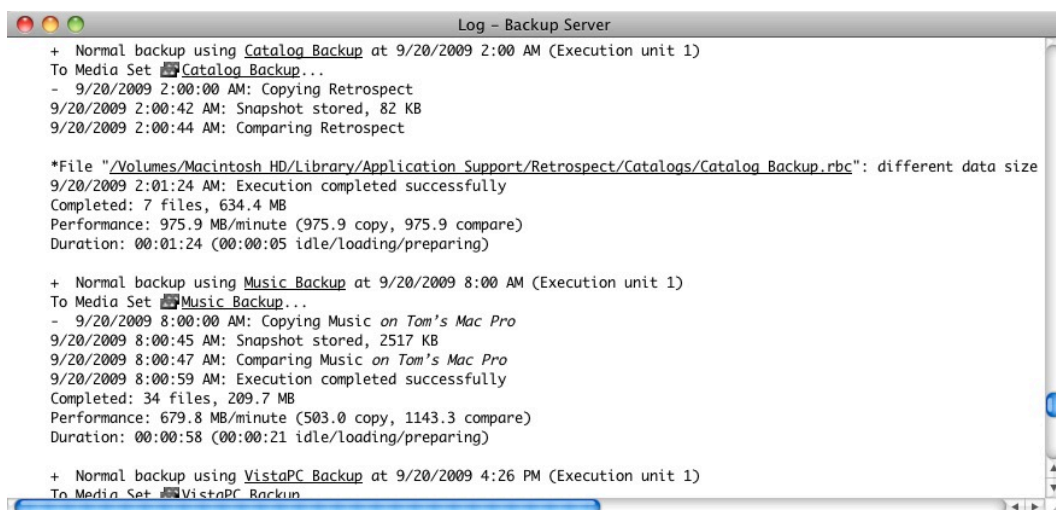 Log – Backup Server
+ Normal backup using Catalog Backup at 9/20/2009 2:00 AM (Execution unit 1)
To Media Set Catalog Backup...
- 9/20/2009 2:00:00 AM: Copying Retrospect
9/20/2009 2:00:42 AM: Snapshot stored, 82 KB
9/20/2009 2:00:44 AM: Comparing Retrospect
*File "/Volumes/Macintosh HD/Library/Application Support/Retrospect/Catalogs/Catalog Backup.rbc": different data size
9/20/2009 2:01:24 AM: Execution completed successfully
Completed: 7 files, 634.4 MB
Performance: 975.9 MB/minute (975.9 copy, 975.9 compare)
Duration: 00:01:24 (00:00:05 idle/loading/preparing)
+ Normal backup using Music Backup at 9/20/2009 8:00 AM (Execution unit 1)
To Media Set Music Backup...
- 9/20/2009 8:00:00 AM: Copying Music on Tom's Mac Pro
9/20/2009 8:00:45 AM: Snapshot stored, 2517 KB
9/20/2009 8:00:47 AM: Comparing Music on Tom's Mac Pro
9/20/2009 8:00:59 AM: Execution completed successfully
Completed: 34 files, 209.7 MB
Performance: 679.8 MB/minute (503.0 copy, 1143.3 compare)
Duration: 00:00:58 (00:00:21 idle/loading/preparing)
+ Normal backup using VistaPC Backup at 9/20/2009 4:26 PM (Execution unit 1)
To Media Set VistaPC Backup